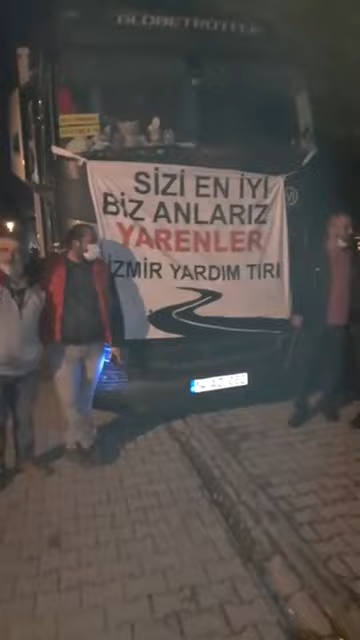 GLOBETROTTER
SİZİ EN İYİ
BİZ ANLARIZ
YARENLER
İZMİR YARDIM TIRI